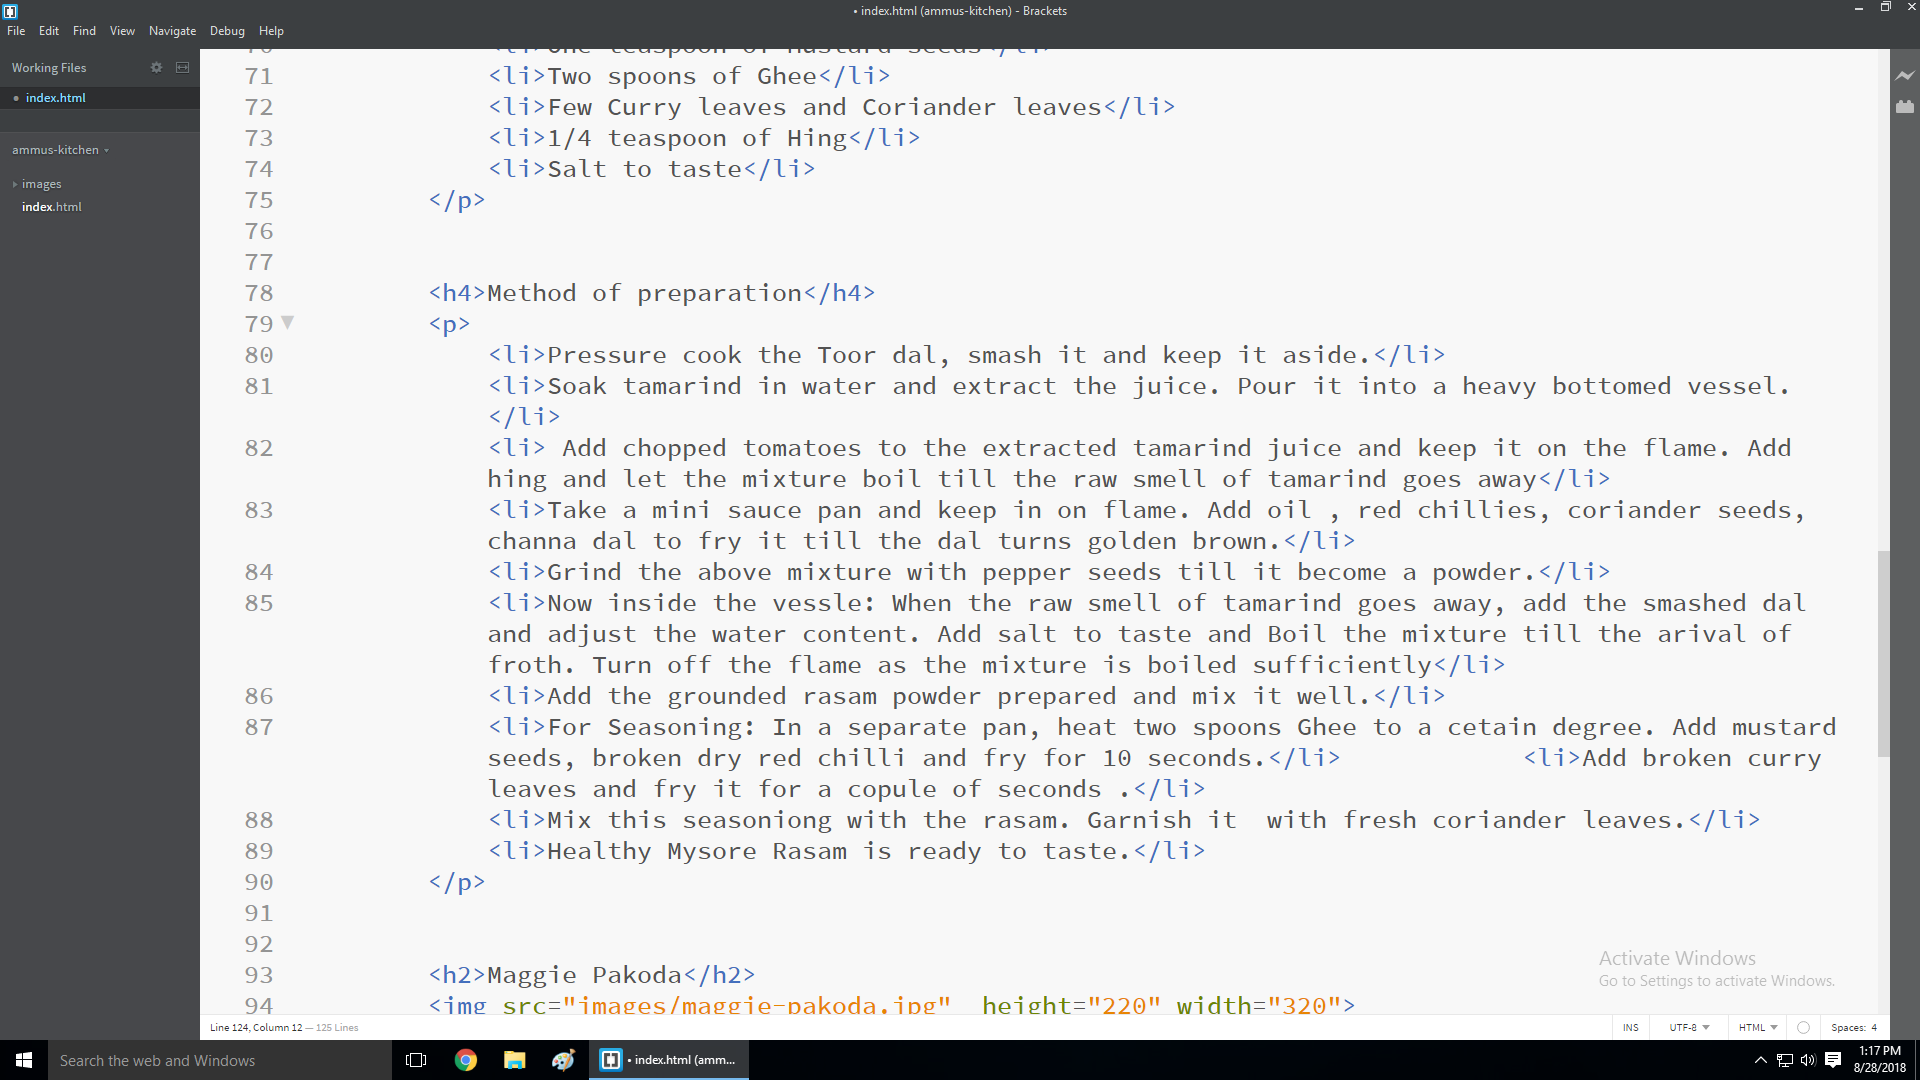 • index.html (ammus-kitchen) - Brackets
File Edit Find View Navigate Debug Help
Working Files
• index.html
ammus-kitchen
images
index.html
70 <li>One teaspoon of Mustard seeds</li>
71 <li>Two spoons of Ghee</li>
72 <li>Few Curry leaves and Coriander leaves</li>
73 <li>1/4 teaspoon of Hing</li>
74 <li>Salt to taste</li>
75 </p>
76
77
78 <h4>Method of preparation</h4>
79 <p>
80 <li>Pressure cook the Toor dal, smash it and keep it aside.</li>
81 <li>Soak tamarind in water and extract the juice. Pour it into a heavy bottomed vessel.
</li>
82 <li> Add chopped tomatoes to the extracted tamarind juice and keep it on the flame. Add
hing and let the mixture boil till the raw smell of tamarind goes away</li>
83 <li>Take a mini sauce pan and keep in on flame. Add oil , red chillies, coriander seeds,
channa dal to fry it till the dal turns golden brown.</li>
84 <li>Grind the above mixture with pepper seeds till it become a powder.</li>
85 <li>Now inside the vessle: When the raw smell of tamarind goes away, add the smashed dal
and adjust the water content. Add salt to taste and Boil the mixture till the arival of
froth. Turn off the flame as the mixture is boiled sufficiently</li>
86 <li>Add the grounded rasam powder prepared and mix it well.</li>
87 <li>For Seasoning: In a separate pan, heat two spoons Ghee to a cetain degree. Add mustard
seeds, broken dry red chilli and fry for 10 seconds.</li> <li>Add broken curry
leaves and fry it for a copule of seconds .</li>
88 <li>Mix this seasoniong with the rasam. Garnish it  with fresh coriander leaves.</li>
89 <li>Healthy Mysore Rasam is ready to taste.</li>
90 </p>
91
92
93 <h2>Maggie Pakoda</h2>
94 <img src="images/maggie-pakoda.jpg"  height="220" width="320">
Activate Windows
Go to Settings to activate Windows.
Line 124, Column 12 — 125 Lines
INS UTF-8 HTML Spaces: 4
Search the web and Windows
• index.html (amm...
1:17 PM
8/28/2018